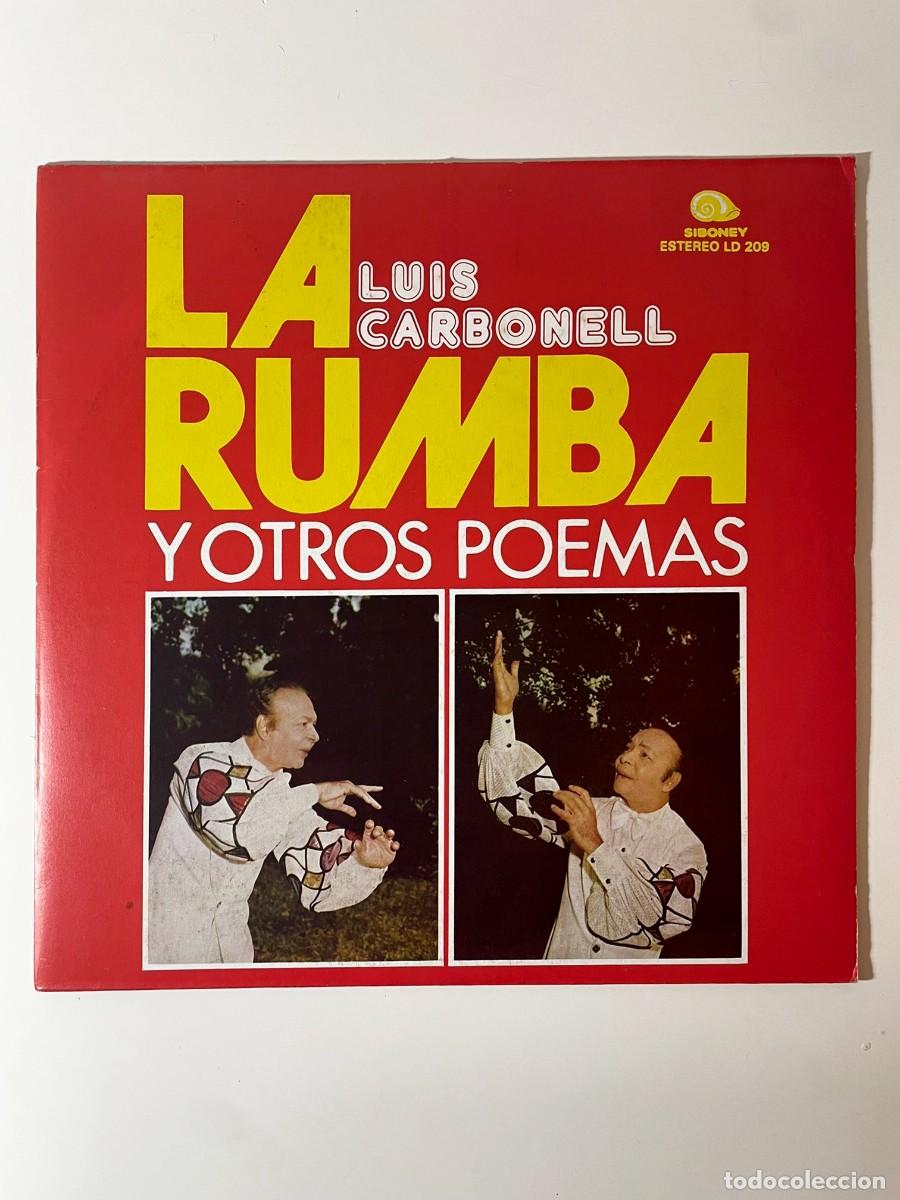 LA
LUIS
CARBONELL
RUMBA
Y OTROS POEMAS
SIBONEY
ESTEREO LD 209
todocoleccion